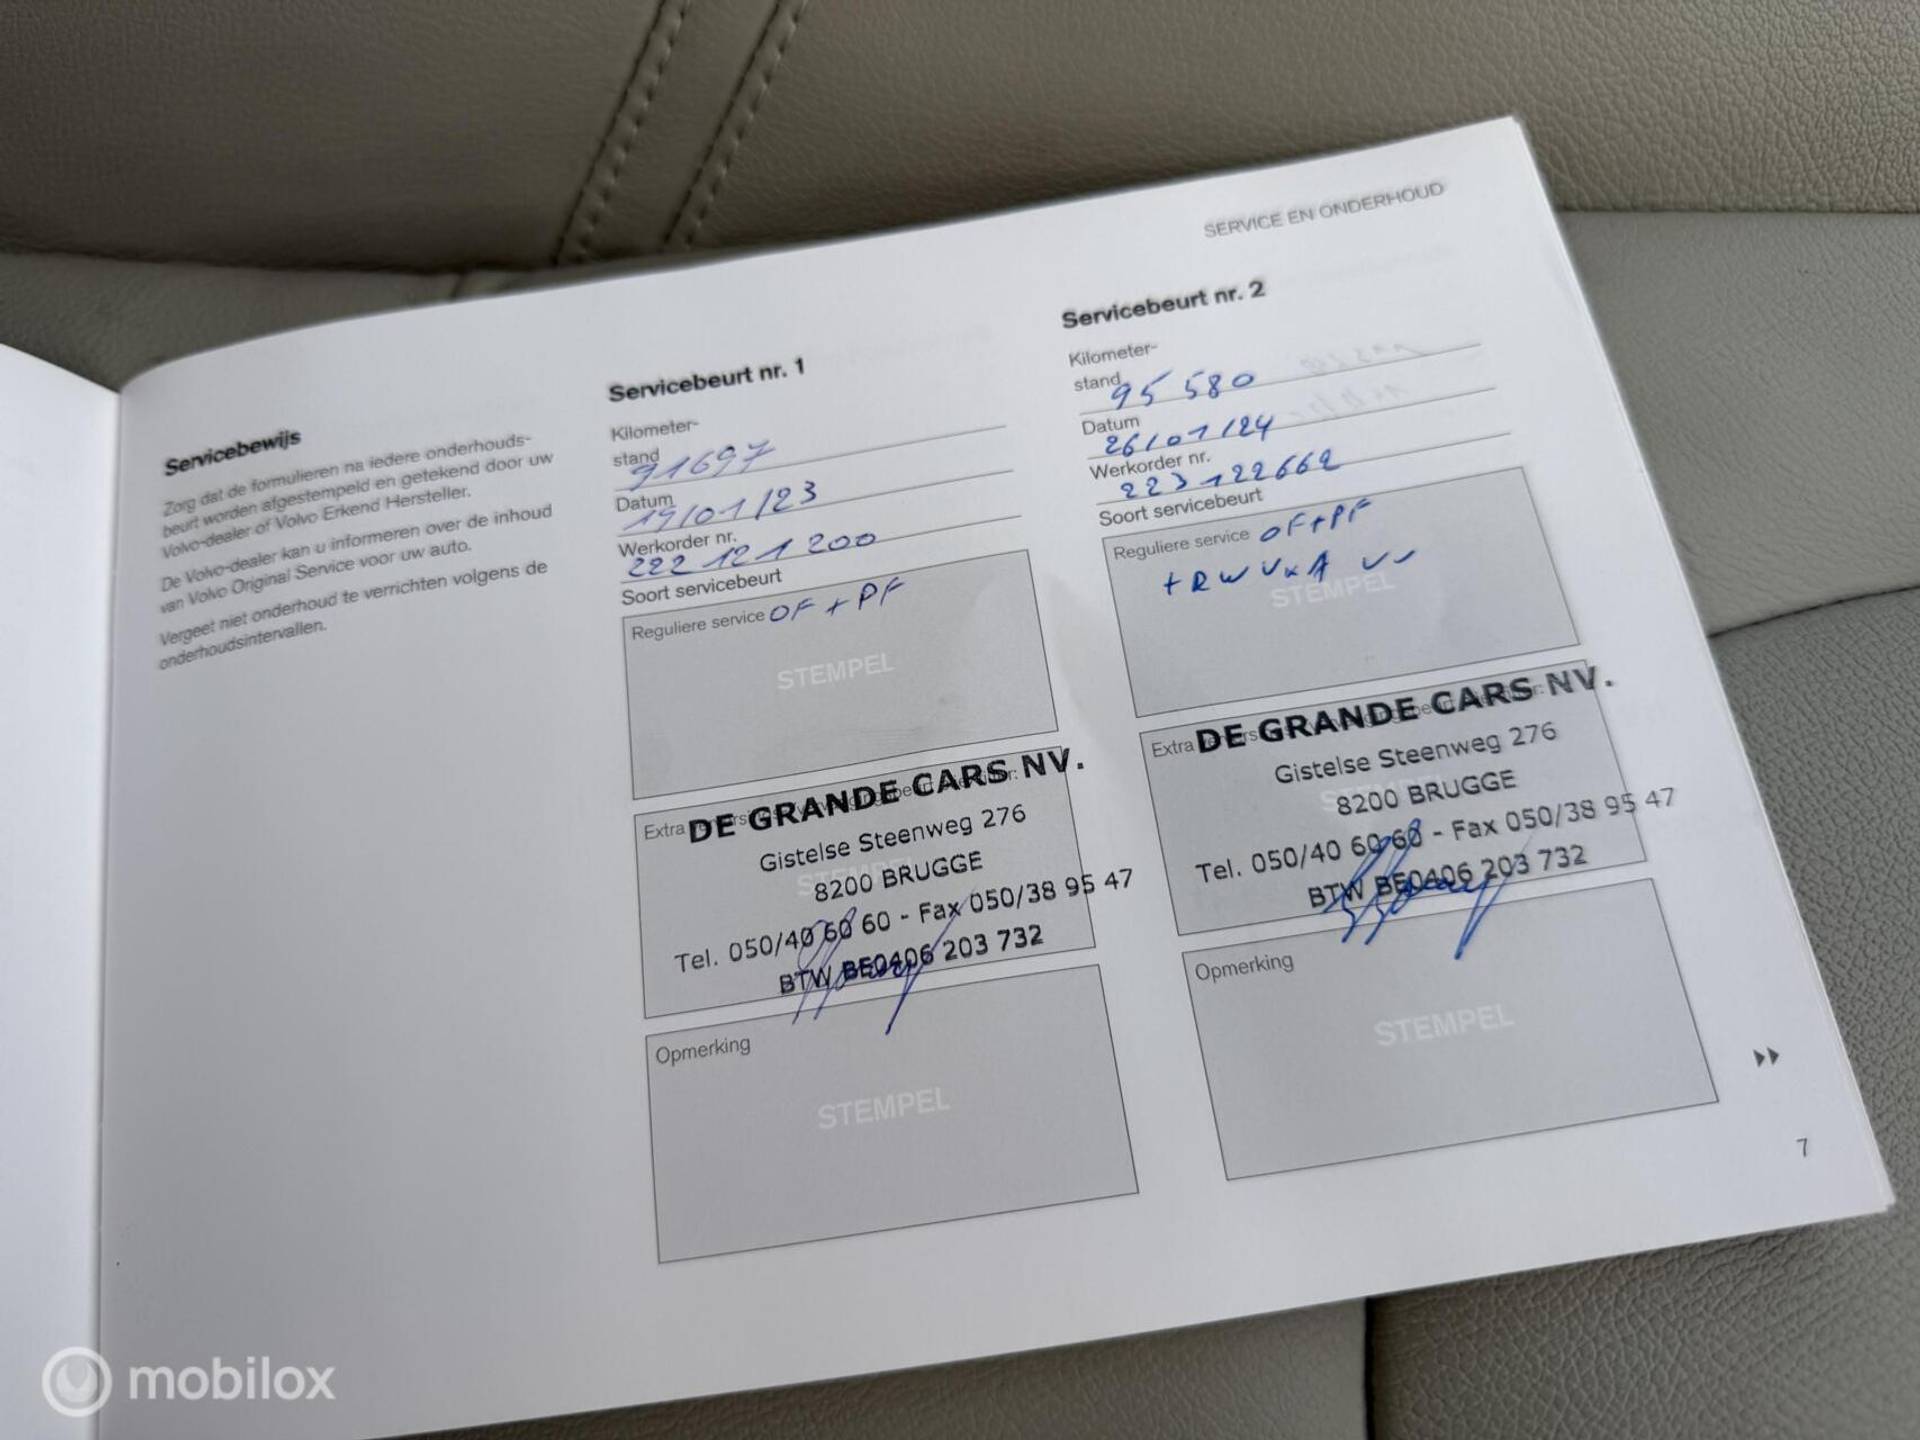 SERVICE EN ONDERHOUD
Servicebewijs
Zorg dat de formulieren na iedere onderhouds-
beurt worden afgestempeld en getekend door uw
Volvo-dealer of Volvo Erkend Hersteller.
De Volvo-dealer kan u informeren over de inhoud
van Volvo Original Service voor uw auto.
Vergeet niet onderhoud te verrichten volgens de
onderhoudsintervallen.
Servicebeurt nr. 1
Kilometer-
stand 91697
Datum
19/01/23
Werkorder nr.
222 121 200
Soort servicebeurt
Reguliere service OF + PF
STEMPEL
Extra
DE GRANDE CARS NV.
Gistelse Steenweg 276
8200 BRUGGE
Tel. 050/40 60 60 - Fax 050/38 95 47
BTW BE0406 203 732
Opmerking
STEMPEL
Servicebeurt nr. 2
Kilometer-
stand 95 580
Datum
26/01/24
Werkorder nr.
223 122662
Soort servicebeurt
Reguliere service OF+PF
STEMPEL
Extra
DE GRANDE CARS NV.
Gistelse Steenweg 276
8200 BRUGGE
Tel. 050/40 60 60 - Fax 050/38 95 47
BTW BE0406 203 732
Opmerking
STEMPEL
7
mobilox